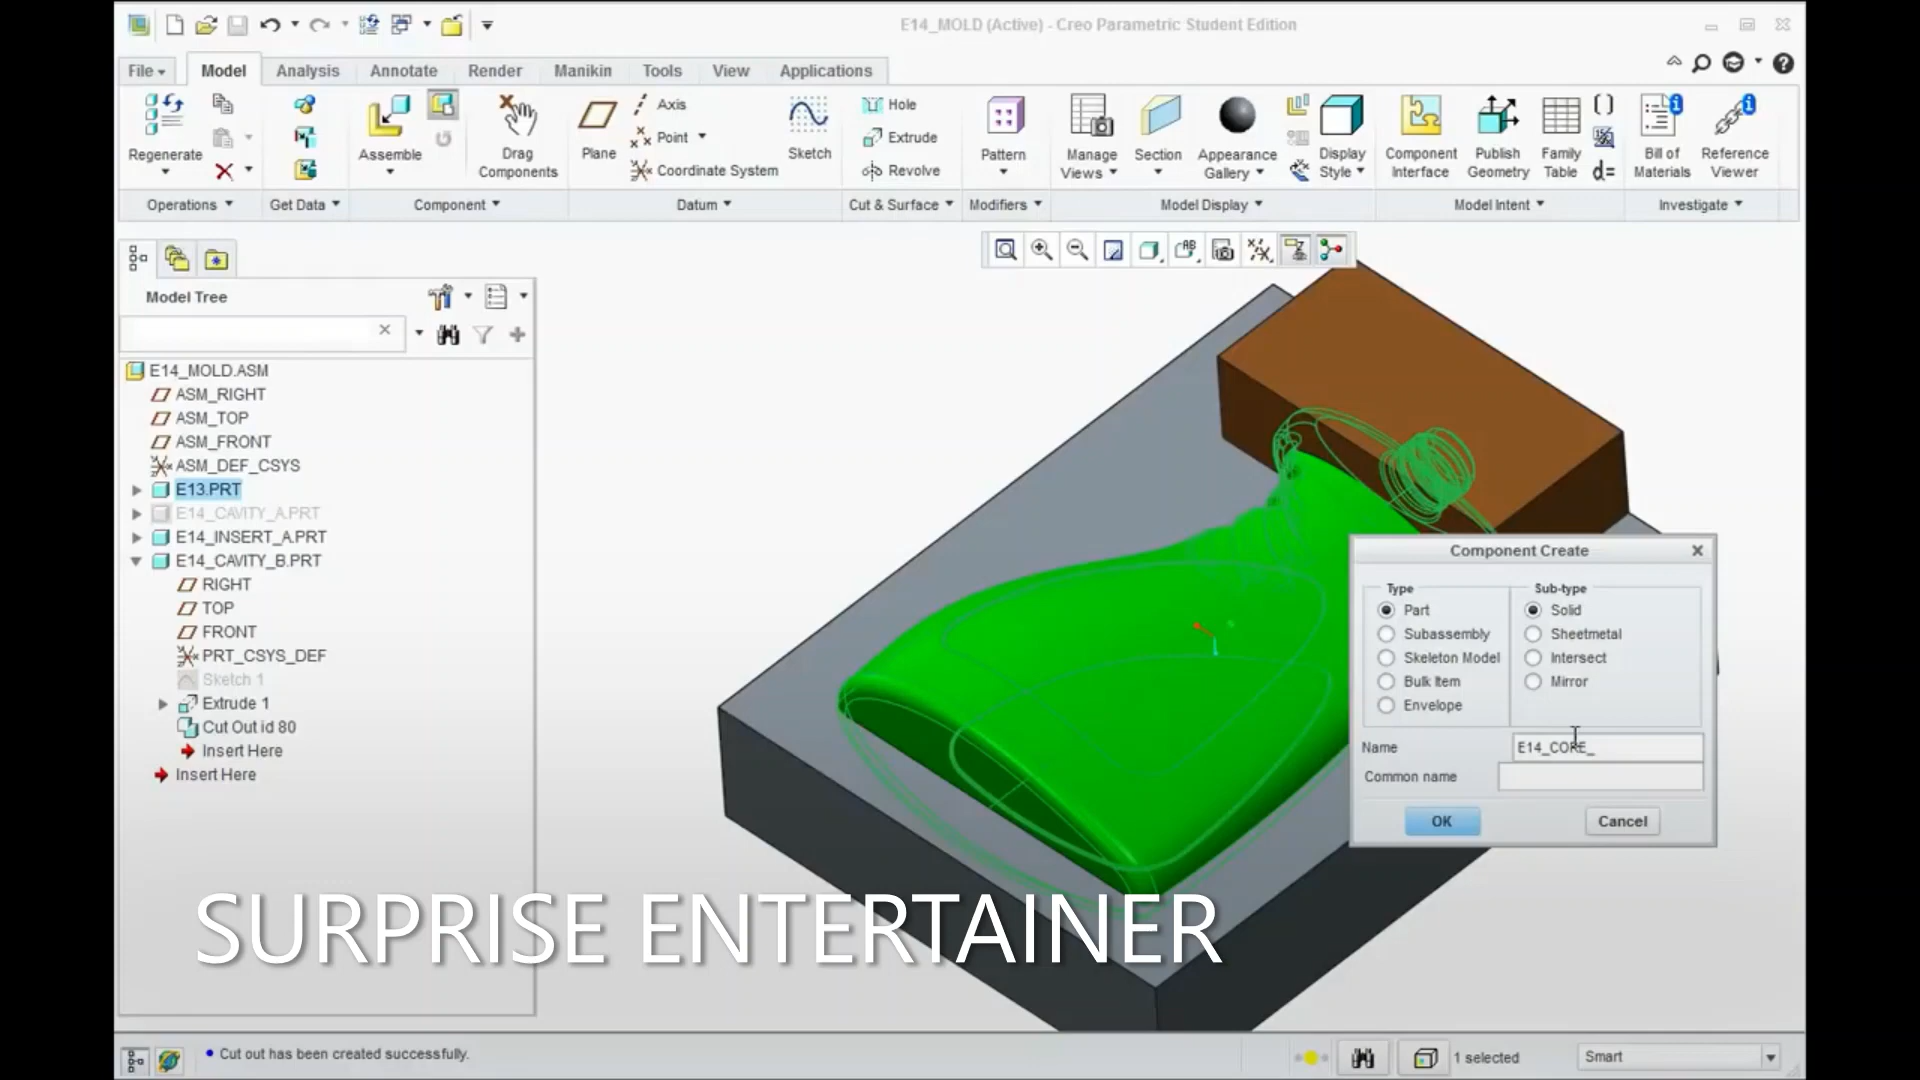 E14_MOLD (Active) - Creo Parametric Student Edition
File Model Analysis Annotate Render Manikin Tools View Applications
Regenerate
Assemble
Drag Components
Plane
Axis
Point
Coordinate System
Sketch
Hole
Extrude
Revolve
Pattern
Manage Views
Section
Appearance Gallery
Display Style
Component Interface
Publish Geometry
Family Table
d=
Bill of Materials
Reference Viewer
Operations Get Data Component Datum Cut & Surface Modifiers Model Display Model Intent Investigate
Model Tree
E14_MOLD.ASM
ASM_RIGHT
ASM_TOP
ASM_FRONT
ASM_DEF_CSYS
E13.PRT
E14_CAVITY_A.PRT
E14_INSERT_A.PRT
E14_CAVITY_B.PRT
RIGHT
TOP
FRONT
PRT_CSYS_DEF
Sketch 1
Extrude 1
Cut Out id 80
Insert Here
Insert Here
Component Create
Type
Part
Subassembly
Skeleton Model
Bulk Item
Envelope
Sub-type
Solid
Sheetmetal
Intersect
Mirror
Name E14_CORE_
Common name
OK Cancel
SURPRISE ENTERTAINER
Cut out has been created successfully.
1 selected
Smart